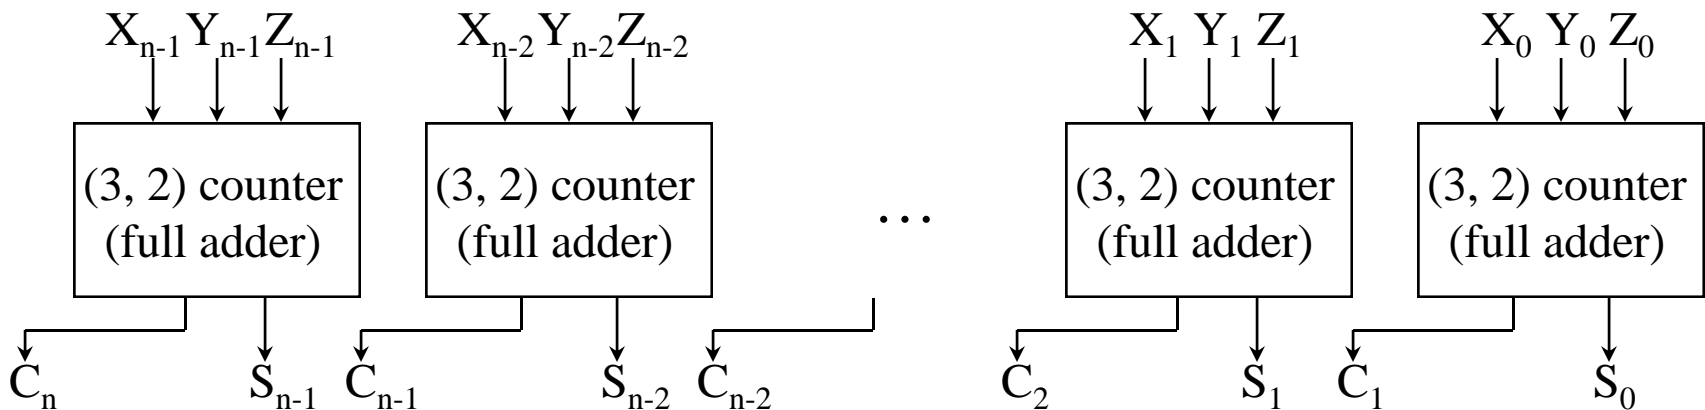 X_{n-1} Y_{n-1} Z_{n-1} X_{n-2} Y_{n-2} Z_{n-2} X_1 Y_1 Z_1 X_0 Y_0 Z_0
(3, 2) counter (3, 2) counter (3, 2) counter (3, 2) counter
(full adder) (full adder) … (full adder) (full adder)
C_n S_{n-1} C_{n-1} S_{n-2} C_{n-2} C_2 S_1 C_1 S_0